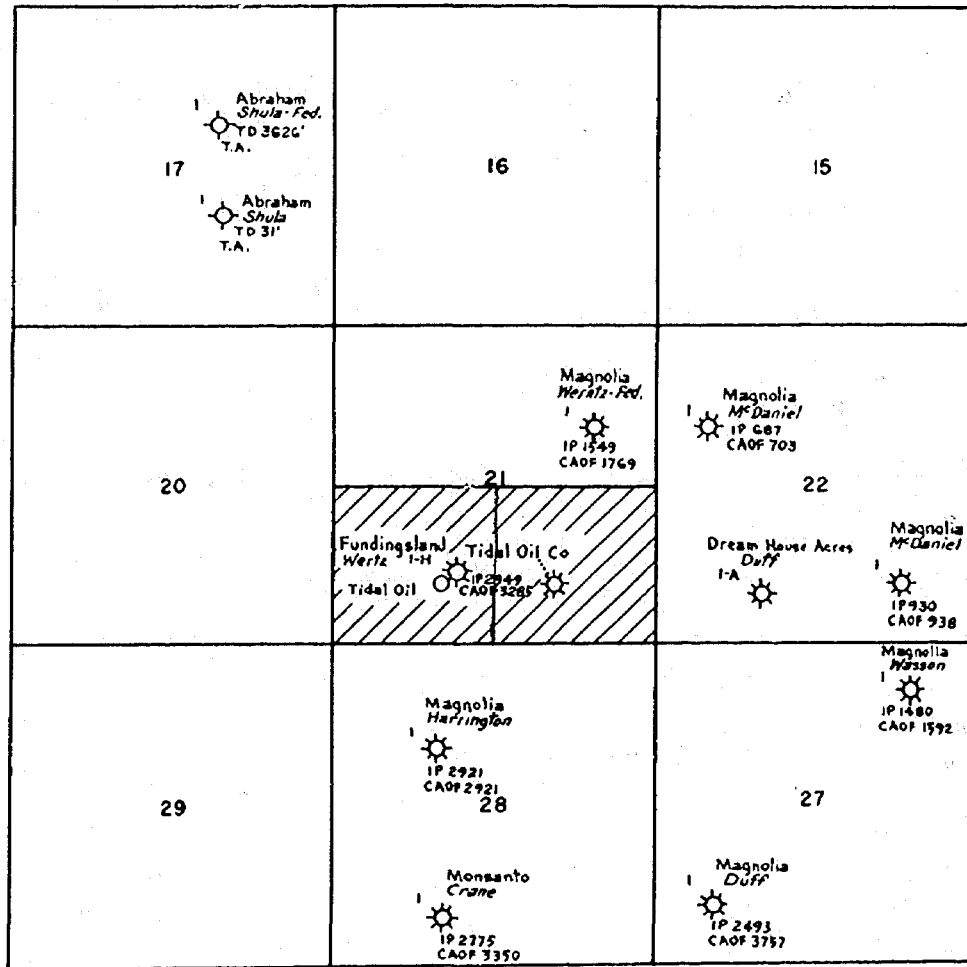 1 Abraham
Shula-Fed.
TD 3626'
T.A.
17
16
15
1 Abraham
Shula
TD 31'
T.A.
Magnolia
Werntz-Fed.
1
IP 1549
CAOF 1769
Magnolia
1 McDaniel
IP 687
CAOF 703
20
21
22
Fundingsland
Wertz 1-H
Tidal Oil Co
IP 2949
CAOF 3285
Tidal Oil
Dream House Acres
Duff
1-A
Magnolia
McDaniel
1
IP 930
CAOF 938
Magnolia
Wasson
1
IP 1480
CAOF 1592
Magnolia
Harrington
1
IP 2921
CAOF 2921
29
28
27
Monsanto
Crane
1
IP 2775
CAOF 3350
Magnolia
Duff
1
IP 2493
CAOF 3757